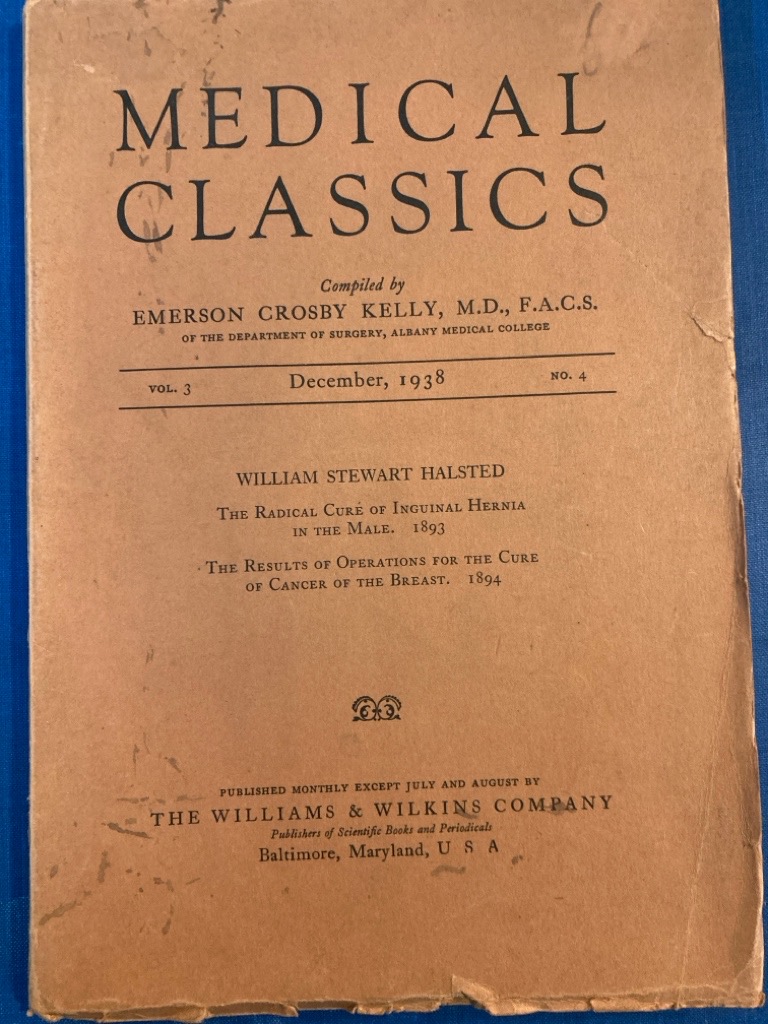 MEDICAL
CLASSICS
Compiled by
EMERSON CROSBY KELLY, M.D., F.A.C.S.
OF THE DEPARTMENT OF SURGERY, ALBANY MEDICAL COLLEGE
VOL. 3 December, 1938 NO. 4
WILLIAM STEWART HALSTED
THE RADICAL CURE OF INGUINAL HERNIA
IN THE MALE. 1893
THE RESULTS OF OPERATIONS FOR THE CURE
OF CANCER OF THE BREAST. 1894
PUBLISHED MONTHLY EXCEPT JULY AND AUGUST BY
THE WILLIAMS & WILKINS COMPANY
Publishers of Scientific Books and Periodicals
Baltimore, Maryland, U S A